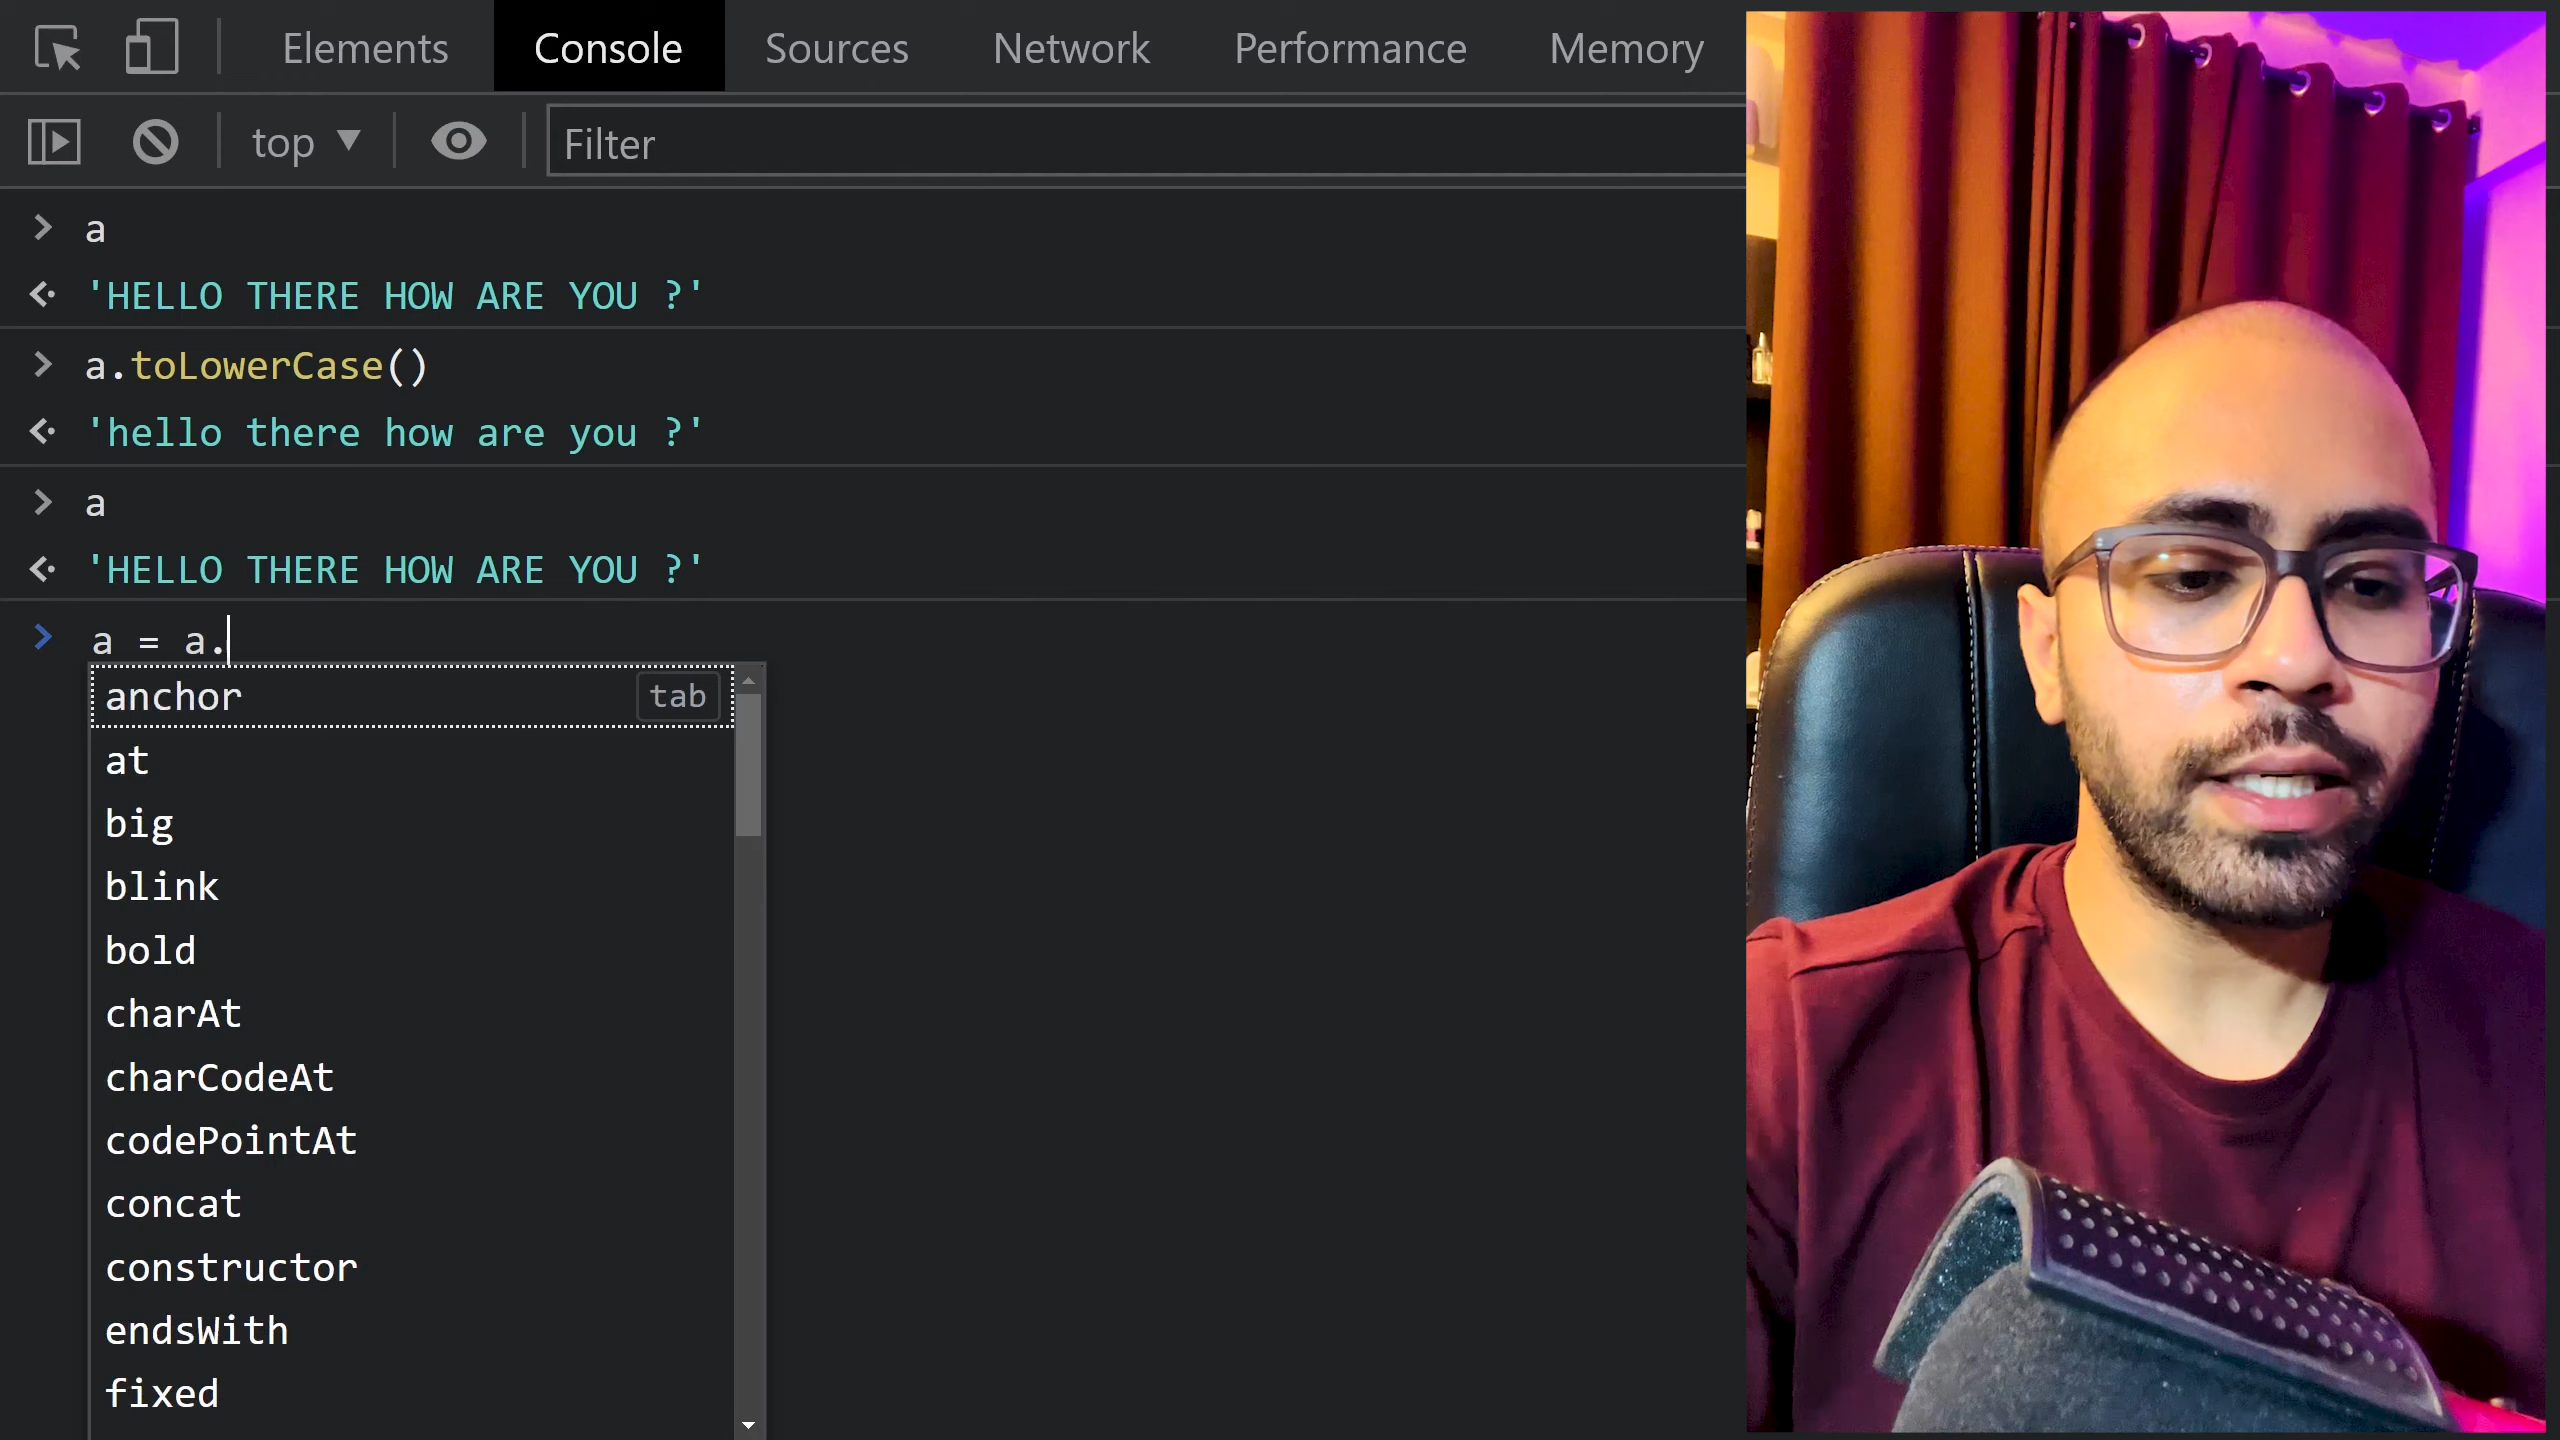 Elements Console Sources Network Performance Memory
top Filter
a
'HELLO THERE HOW ARE YOU ?'
a.toLowerCase()
'hello there how are you ?'
a
'HELLO THERE HOW ARE YOU ?'
a = a.
anchor tab
at
big
blink
bold
charAt
charCodeAt
codePointAt
concat
constructor
endsWith
fixed